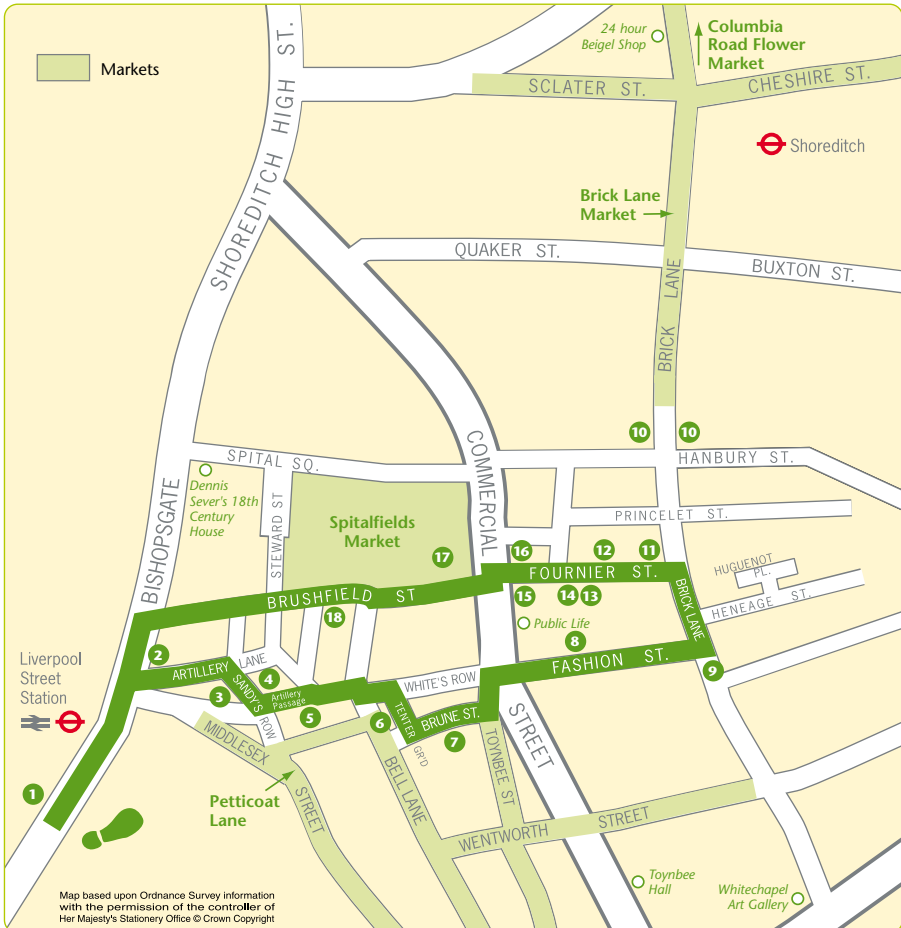 Markets
24 hour
Beigel Shop
Columbia
Road Flower
Market
SCLATER ST.
CHESHIRE ST.
SHOREDITCH HIGH ST.
Shoreditch
Brick Lane
Market
QUAKER ST.
BUXTON ST.
BRICK LANE
COMMERCIAL
STREET
10
10
SPITAL SQ.
HANBURY ST.
Dennis
Sever's 18th
Century
House
STEWARD ST
Spitalfields
Market
PRINCELET ST.
BISHOPSGATE
17
16
12
11
FOURNIER ST.
HUGUENOT
PL.
HENEAGE ST.
BRUSHFIELD ST
18
15
14
13
BRICK LANE
Public Life
8
FASHION ST.
9
2
Liverpool
Street
Station
ARTILLERY
LANE
4
3
SANDY'S
ROW
Artillery
Passage
5
WHITE'S ROW
6
TENTER
GR'D
BRUNE ST.
7
MIDDLESEX
STREET
BELL LANE
TOYNBEE ST
1
Petticoat
Lane
WENTWORTH STREET
Toynbee
Hall
Whitechapel
Art Gallery
Map based upon Ordnance Survey information
with the permission of the controller of
Her Majesty's Stationery Office © Crown Copyright